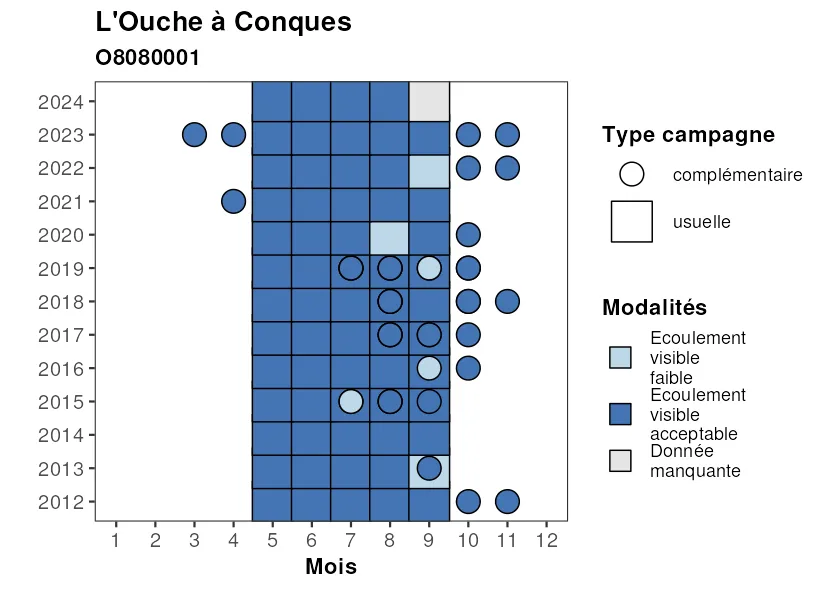 L'Ouche à Conques
O8080001
2024
2023
2022
2021
2020
2019
2018
2017
2016
2015
2014
2013
2012
1 2 3 4 5 6 7 8 9 10 11 12
Mois
Type campagne
complémentaire
usuelle
Modalités
Ecoulement
visible
faible
Ecoulement
visible
acceptable
Donnée
manquante